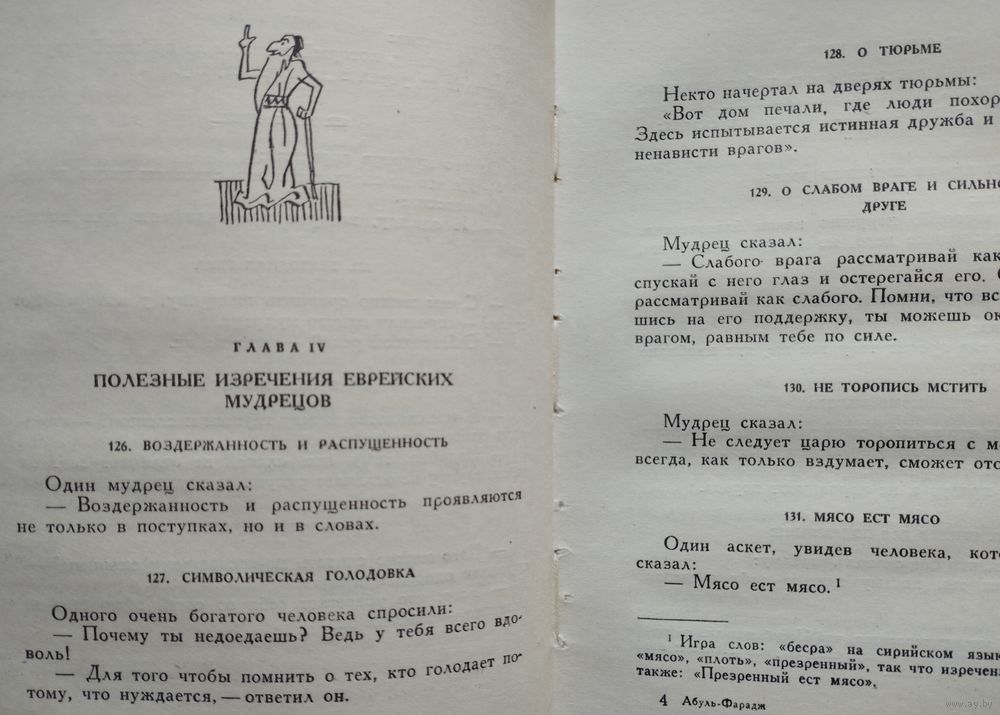 ГЛАВА IV
ПОЛЕЗНЫЕ ИЗРЕЧЕНИЯ ЕВРЕЙСКИХ
МУДРЕЦОВ
126. ВОЗДЕРЖАННОСТЬ И РАСПУЩЕННОСТЬ
Один мудрец сказал:
— Воздержанность и распущенность проявляются
не только в поступках, но и в словах.
127. СИМВОЛИЧЕСКАЯ ГОЛОДОВКА
Одного очень богатого человека спросили:
— Почему ты недоедаешь? Ведь у тебя всего вдо-
воль!
— Для того чтобы помнить о тех, кто голодает по-
тому, что нуждается, — ответил он.
128. О ТЮРЬМЕ
Некто начертал на дверях тюрьмы:
«Вот дом печали, где люди похор
Здесь испытывается истинная дружба и
ненависти врагов».
129. О СЛАБОМ ВРАГЕ И СИЛЬНО
ДРУГЕ
Мудрец сказал:
— Слабого врага рассматривай как
спускай с него глаз и остерегайся его.
рассматривай как слабого. Помни, что вс
шись на его поддержку, ты можешь ок
врагом, равным тебе по силе.
130. НЕ ТОРОПИСЬ МСТИТЬ
Мудрец сказал:
— Не следует царю торопиться с м
всегда, как только вздумает, сможет отс
131. МЯСО ЕСТ МЯСО
Один аскет, увидев человека, кот
сказал:
— Мясо ест мясо.¹
¹ Игра слов: «бесра» на сирийском язык
«мясо», «плоть», «презренный», так что изречен
также: «Презренный ест мясо».
4 Абуль-Фарадж
www.ay.by